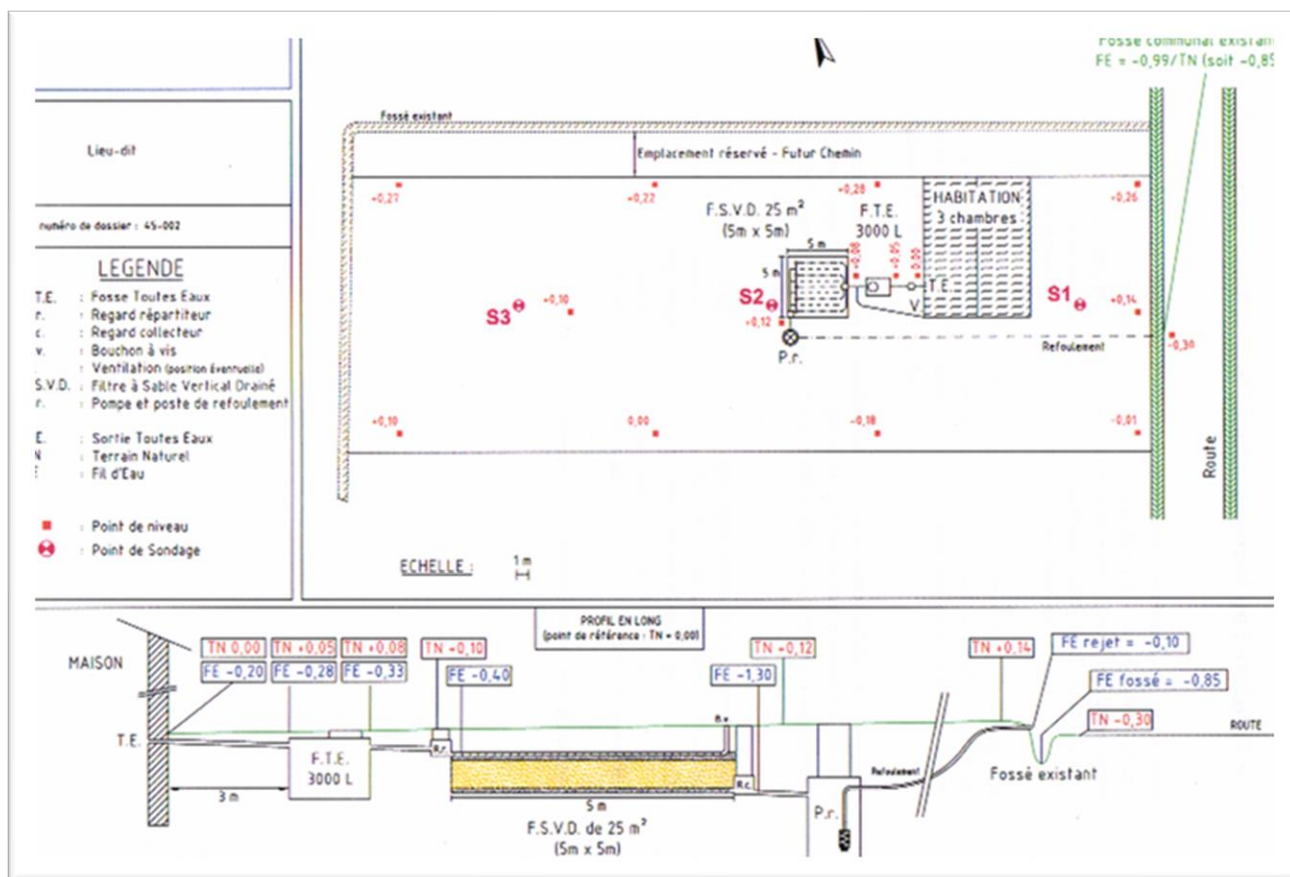 Fossé communal existant
FE = -0,99/TN (soit -0,85
Fossé existant
Lieu-dit
Emplacement réservé - Futur Chemin
+0,27
+0,22
+0,28
+0,26
F.S.V.D. 25 m²
(5m x 5m)
F.T.E.
3000 L
HABITATION
3 chambres
numéro de dossier : 45-002
5 m
5 m
+0,08
+0,05
0,00
T.E.
V
S3
+0,10
S2
+0,12
S1
+0,14
P.r.
Refoulement
-0,30
LEGENDE
T.E. : Fosse Toutes Eaux
r. : Regard répartiteur
c. : Regard collecteur
v. : Bouchon à vis
: Ventilation (position éventuelle)
S.V.D. : Filtre à Sable Vertical Drainé
r. : Pompe et poste de refoulement
E. : Sortie Toutes Eaux
N : Terrain Naturel
: Fil d'Eau
: Point de niveau
: Point de Sondage
+0,10
0,00
-0,18
-0,01
Route
ECHELLE :
1 m
PROFIL EN LONG
(point de référence : TN = 0,00)
MAISON
TN 0,00
TN +0,05
TN +0,08
TN -0,10
TN -0,12
TN +0,14
FE rejet = -0,10
FE -0,20
FE -0,28
FE -0,33
FE -0,40
FE -1,30
FE fossé = -0,85
TN -0,30
ROUTE
B.v
T.E.
R.r.
F.T.E.
3000 L
R.c.
Refoulement
Fossé existant
3 m
5 m
P.r.
F.S.V.D. de 25 m²
(5m x 5m)